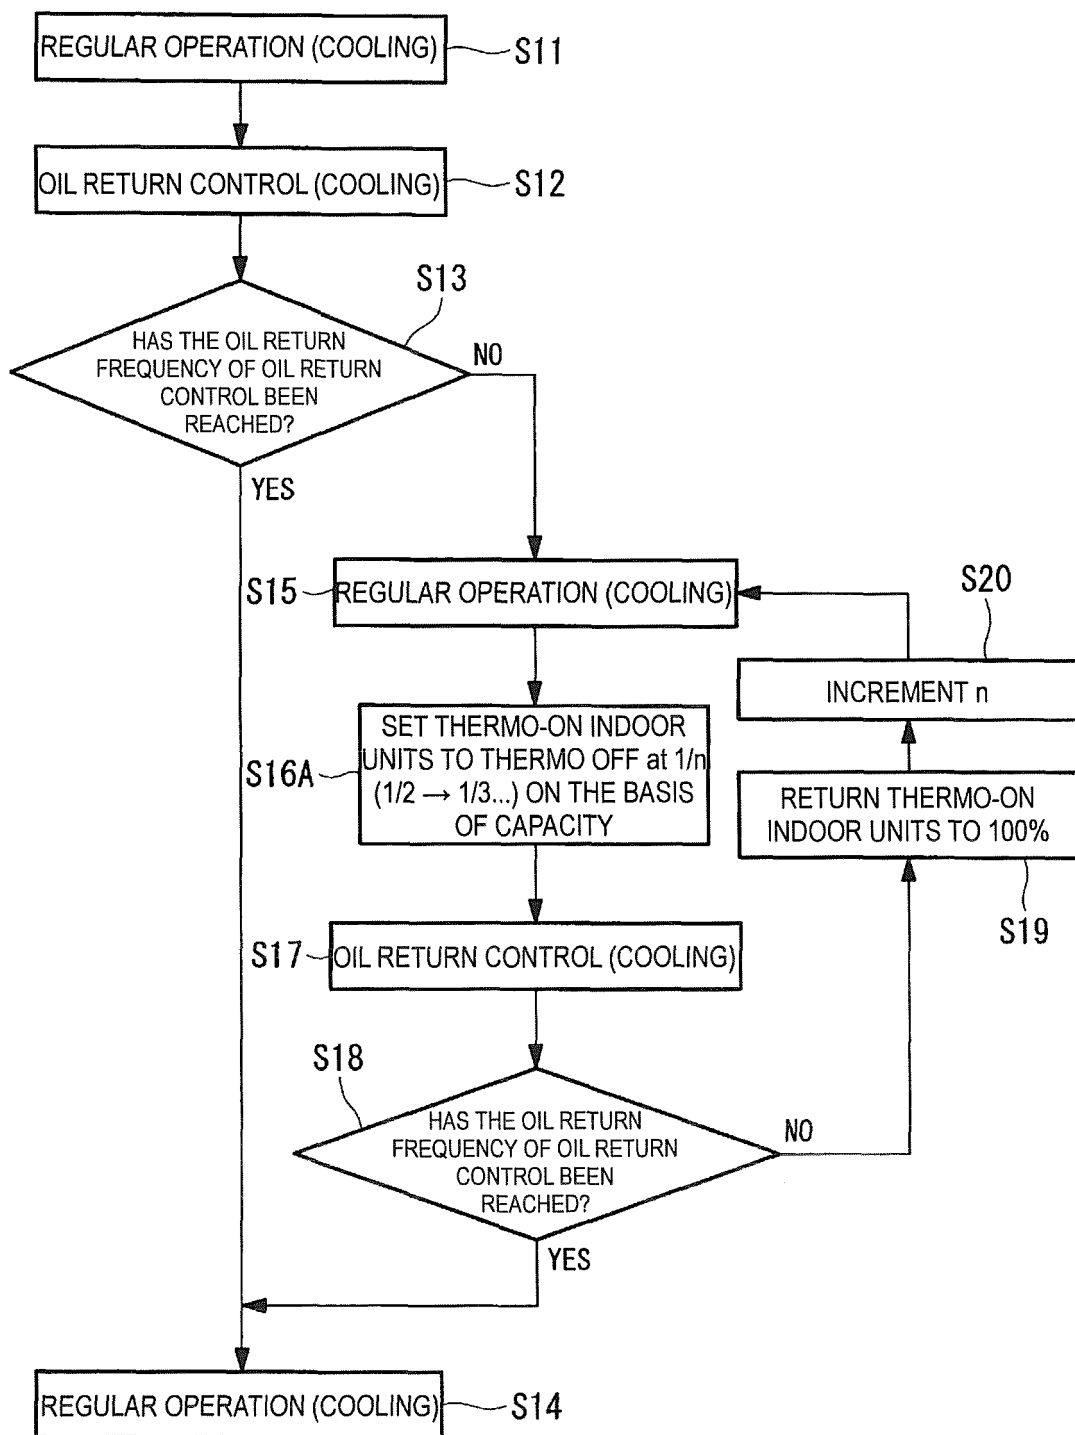 REGULAR OPERATION (COOLING)
S11
OIL RETURN CONTROL (COOLING)
S12
S13
HAS THE OIL RETURN
FREQUENCY OF OIL RETURN
CONTROL BEEN
REACHED?
NO
YES
S15
REGULAR OPERATION (COOLING)
S20
INCREMENT n
S16A
SET THERMO-ON INDOOR
UNITS TO THERMO OFF at 1/n
(1/2 → 1/3...) ON THE BASIS
OF CAPACITY
RETURN THERMO-ON
INDOOR UNITS TO 100%
S19
S17
OIL RETURN CONTROL (COOLING)
S18
HAS THE OIL RETURN
FREQUENCY OF OIL RETURN
CONTROL BEEN
REACHED?
NO
YES
REGULAR OPERATION (COOLING)
S14